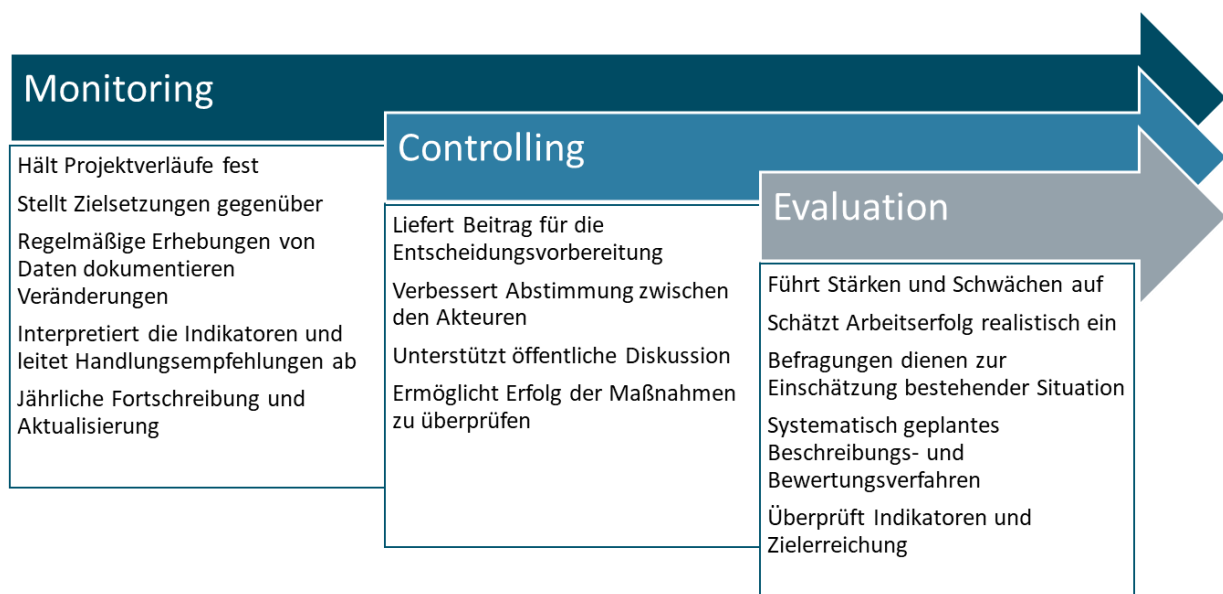 Monitoring
Hält Projektverläufe fest
Stellt Zielsetzungen gegenüber
Regelmäßige Erhebungen von
Daten dokumentieren
Veränderungen
Interpretiert die Indikatoren und
leitet Handlungsempfehlungen ab
Jährliche Fortschreibung und
Aktualisierung
Controlling
Liefert Beitrag für die
Entscheidungsvorbereitung
Verbessert Abstimmung zwischen
den Akteuren
Unterstützt öffentliche Diskussion
Ermöglicht Erfolg der Maßnahmen
zu überprüfen
Evaluation
Führt Stärken und Schwächen auf
Schätzt Arbeitserfolg realistisch ein
Befragungen dienen zur
Einschätzung bestehender Situation
Systematisch geplantes
Beschreibungs- und
Bewertungsverfahren
Überprüft Indikatoren und
Zielerreichung